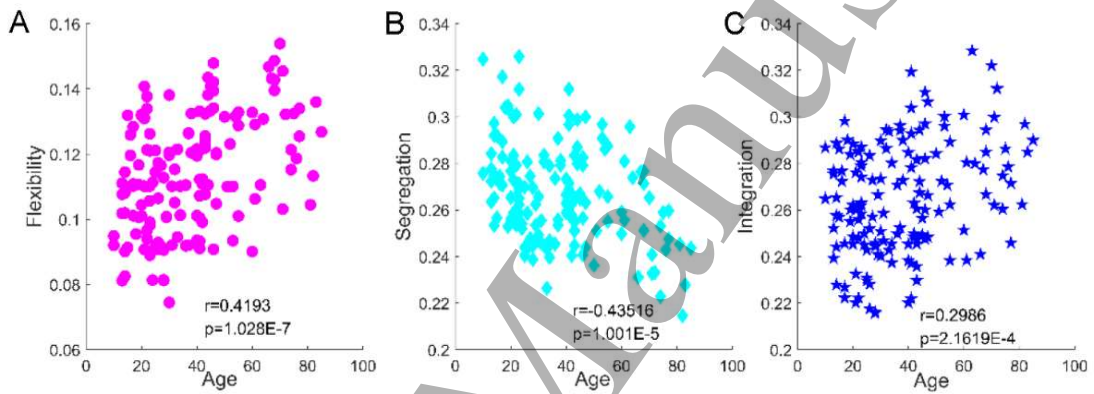 A
B
C
0.16
0.14
0.12
0.1
0.08
0.06
Flexibility
0
20
40
60
80
100
Age
r=0.4193
p=1.028E-7
0.34
0.32
0.3
0.28
0.26
0.24
0.22
0.2
Segregation
0
20
40
60
80
100
Age
r=-0.43516
p=1.001E-5
0.34
0.32
0.3
0.28
0.26
0.24
0.22
0.2
Integration
0
20
40
60
80
100
Age
r=0.2986
p=2.1619E-4
Manus